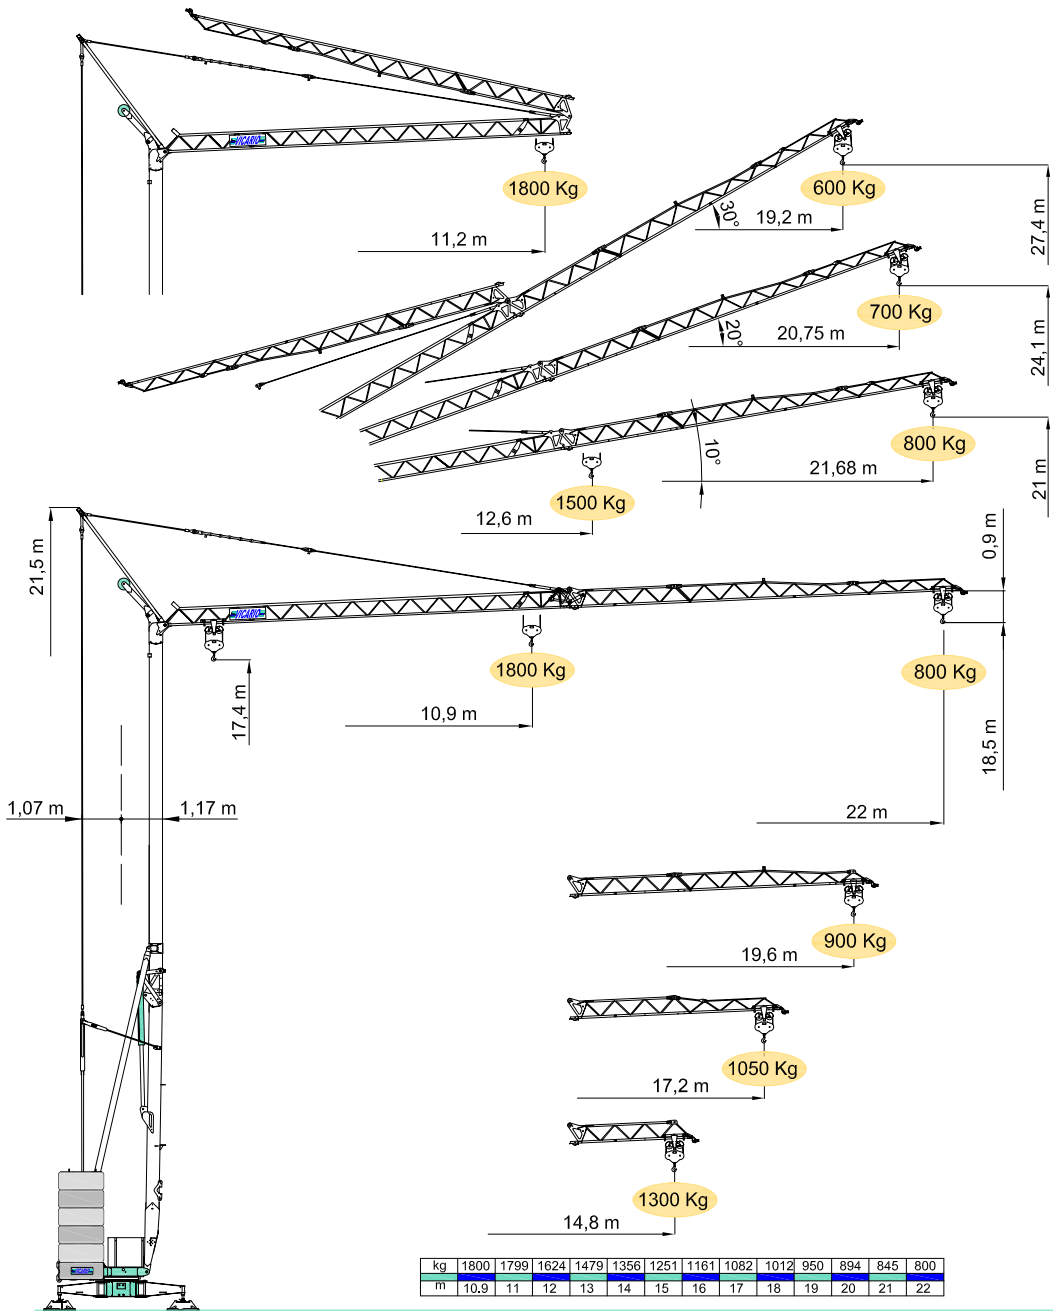 VICARIO
1800 Kg
11,2 m
600 Kg
30°
19,2 m
27,4 m
700 Kg
20°
20,75 m
24,1 m
800 Kg
10°
21,68 m
21 m
1500 Kg
12,6 m
21,5 m
0,9 m
VICARIO
1800 Kg
800 Kg
17,4 m
10,9 m
18,5 m
1,07 m
1,17 m
22 m
900 Kg
19,6 m
1050 Kg
17,2 m
1300 Kg
14,8 m
VICARIO
kg 1800 1799 1624 1479 1356 1251 1161 1082 1012 950 894 845 800
m 10.9 11 12 13 14 15 16 17 18 19 20 21 22